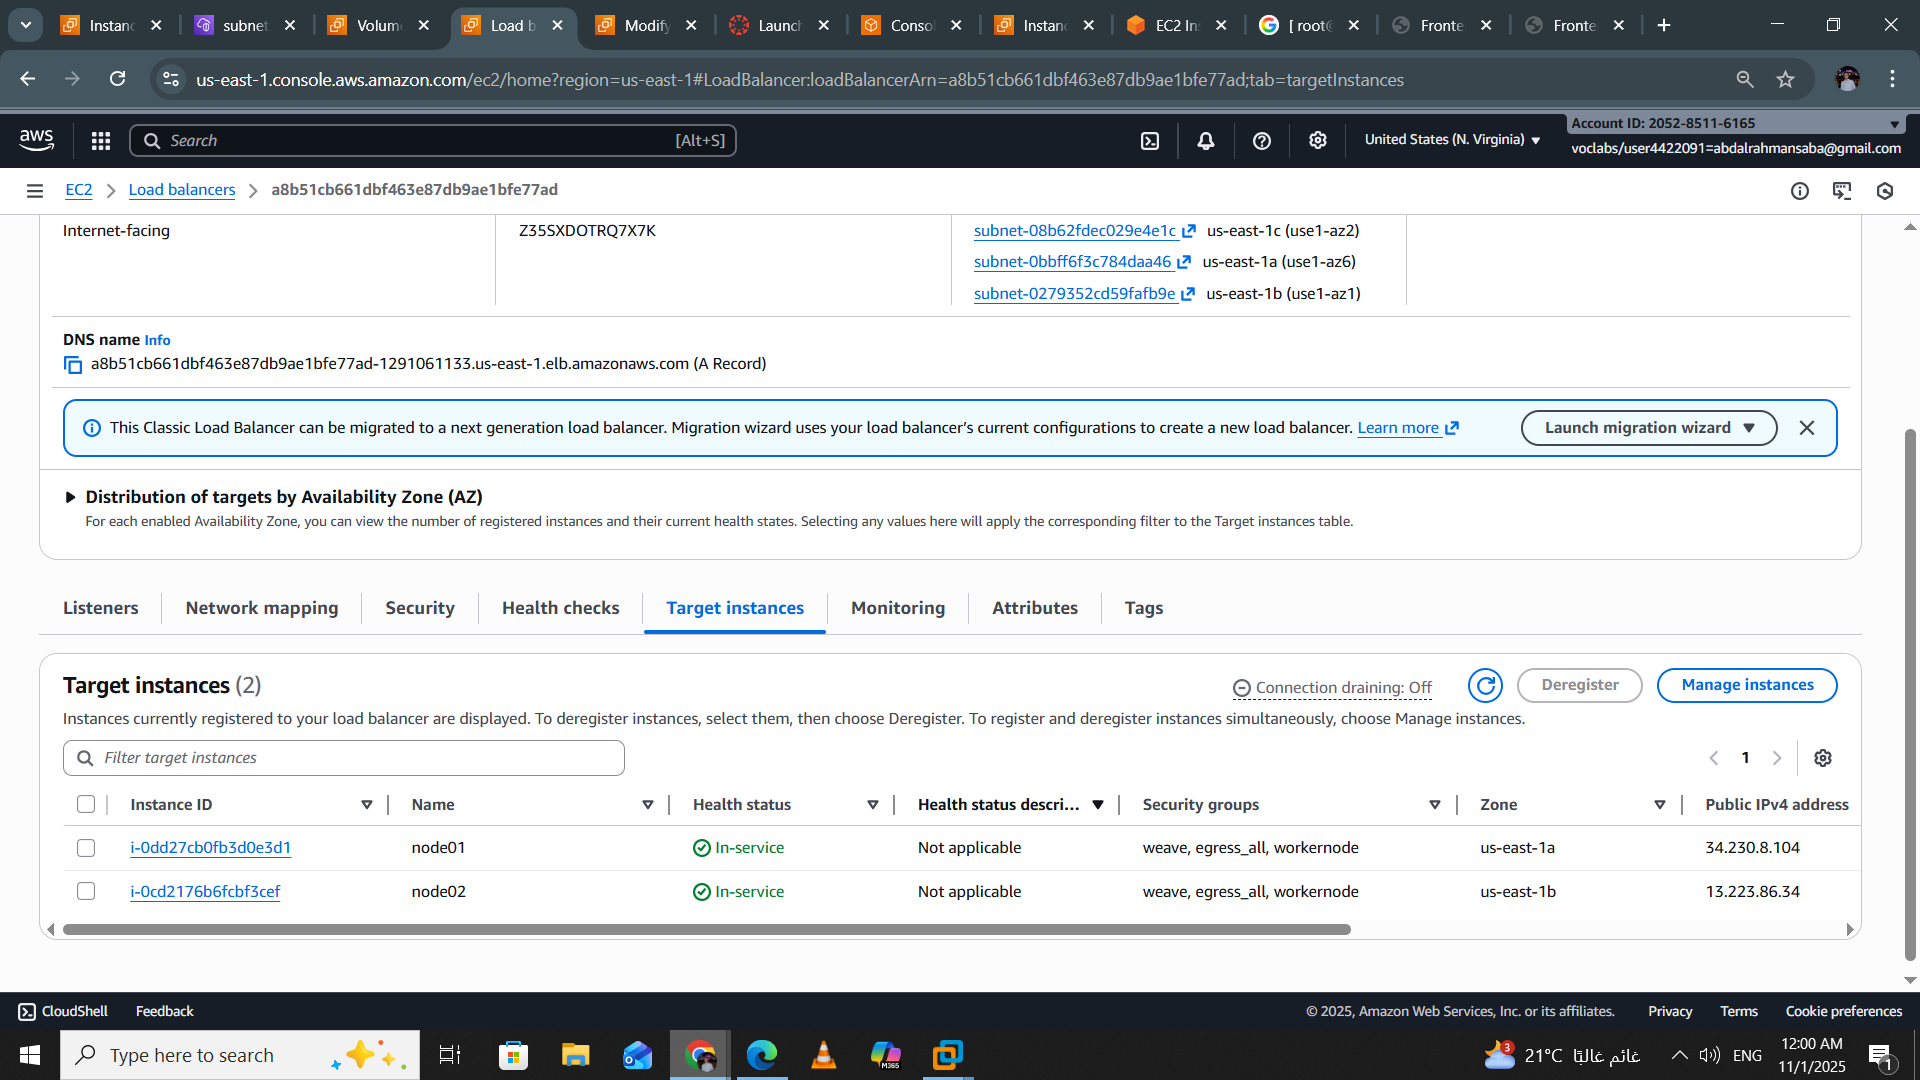 Instanc
subnet
Volum
Load b
Modify
Launch
Conso
Instanc
EC2 Ins
[ root@
Fronte
Fronte
us-east-1.console.aws.amazon.com/ec2/home?region=us-east-1#LoadBalancer:loadBalancerArn=a8b51cb661dbf463e87db9ae1bfe77ad;tab=targetInstances
aws
Search [Alt+S]
United States (N. Virginia)
Account ID: 2052-8511-6165
voclabs/user4422091=abdalrahmansaba@gmail.com
EC2 > Load balancers > a8b51cb661dbf463e87db9ae1bfe77ad
Internet-facing
Z35SXDOTRQ7X7K
subnet-08b62fdec029e4e1c us-east-1c (use1-az2)
subnet-0bbff6f3c784daa46 us-east-1a (use1-az6)
subnet-0279352cd59fafb9e us-east-1b (use1-az1)
DNS name Info
a8b51cb661dbf463e87db9ae1bfe77ad-1291061133.us-east-1.elb.amazonaws.com (A Record)
This Classic Load Balancer can be migrated to a next generation load balancer. Migration wizard uses your load balancer’s current configurations to create a new load balancer. Learn more
Launch migration wizard
Distribution of targets by Availability Zone (AZ)
For each enabled Availability Zone, you can view the number of registered instances and their current health states. Selecting any values here will apply the corresponding filter to the Target instances table.
Listeners Network mapping Security Health checks Target instances Monitoring Attributes Tags
Target instances (2)
Connection draining: Off
Deregister
Manage instances
Instances currently registered to your load balancer are displayed. To deregister instances, select them, then choose Deregister. To register and deregister instances simultaneously, choose Manage instances.
Filter target instances
1
Instance ID Name Health status Health status descri... Security groups Zone Public IPv4 address
i-0dd27cb0fb3d0e3d1 node01 In-service Not applicable weave, egress_all, workernode us-east-1a 34.230.8.104
i-0cd2176b6fcbf3cef node02 In-service Not applicable weave, egress_all, workernode us-east-1b 13.223.86.34
CloudShell Feedback
© 2025, Amazon Web Services, Inc. or its affiliates. Privacy Terms Cookie preferences
Type here to search
M365
3
21°C غائم غالبًا
ENG
12:00 AM
11/1/2025
1